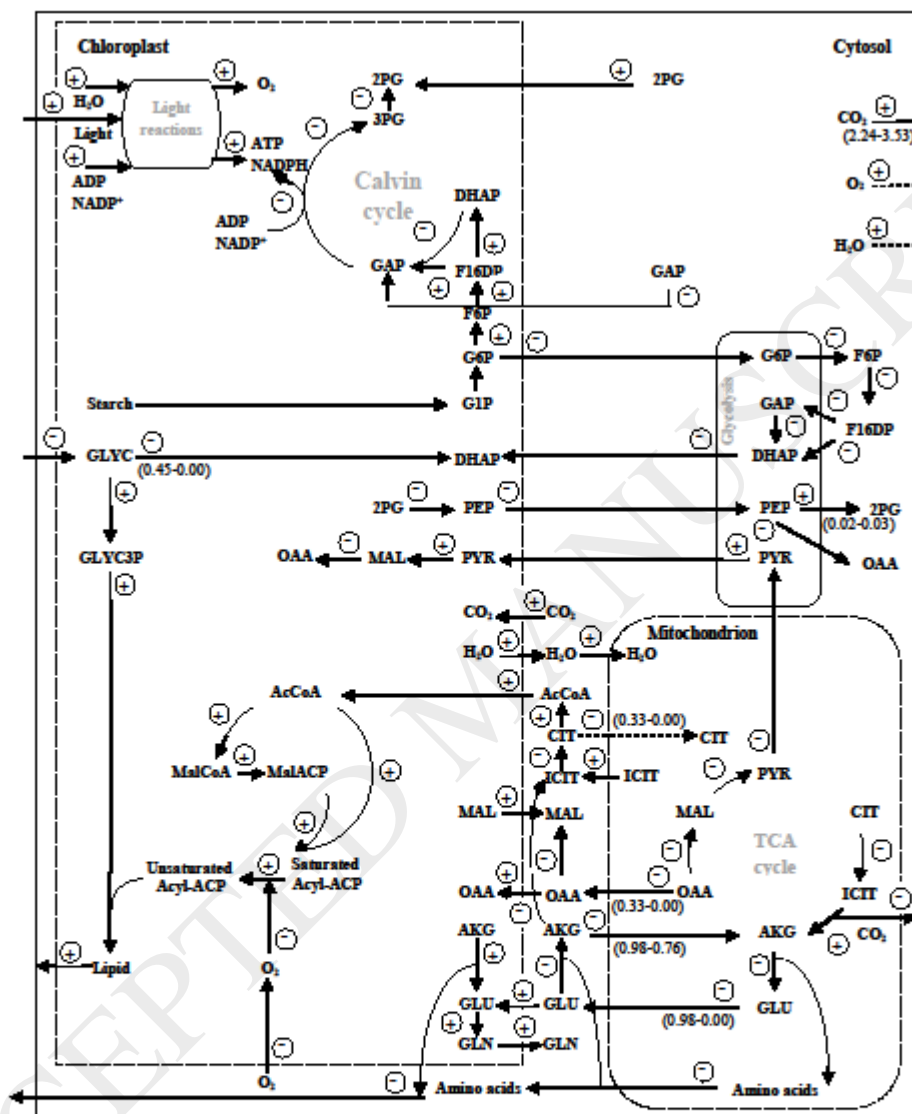 Chloroplast
Cytosol
H₂O
Light
Light
reactions
O₂
ATP
NADPH
ADP
NADP⁺
ADP
NADP⁺
2PG
2PG
3PG
Calvin
cycle
DHAP
GAP
F16DP
GAP
F6P
G6P
G1P
Starch
CO₂
(2.24-3.53)
O₂
H₂O
Glycolysis
G6P
F6P
GAP
F16DP
DHAP
PEP
2PG
(0.02-0.03)
PYR
OAA
GLYC
(0.45-0.00)
DHAP
2PG
PEP
GLYC3P
OAA
MAL
PYR
CO₂
CO₂
H₂O
H₂O
H₂O
Mitochondrion
AcCoA
AcCoA
CIT
(0.33-0.00)
CIT
MalCoA
MalACP
ICIT
ICIT
PYR
MAL
MAL
MAL
CIT
TCA
cycle
Unsaturated
Acyl-ACP
Saturated
Acyl-ACP
OAA
OAA
OAA
(0.33-0.00)
ICIT
CO₂
AKG
AKG
(0.98-0.76)
AKG
Lipid
O₂
GLU
GLU
(0.98-0.00)
GLU
GLN
GLN
O₂
Amino acids
Amino acids
CEPTED MANUSCR